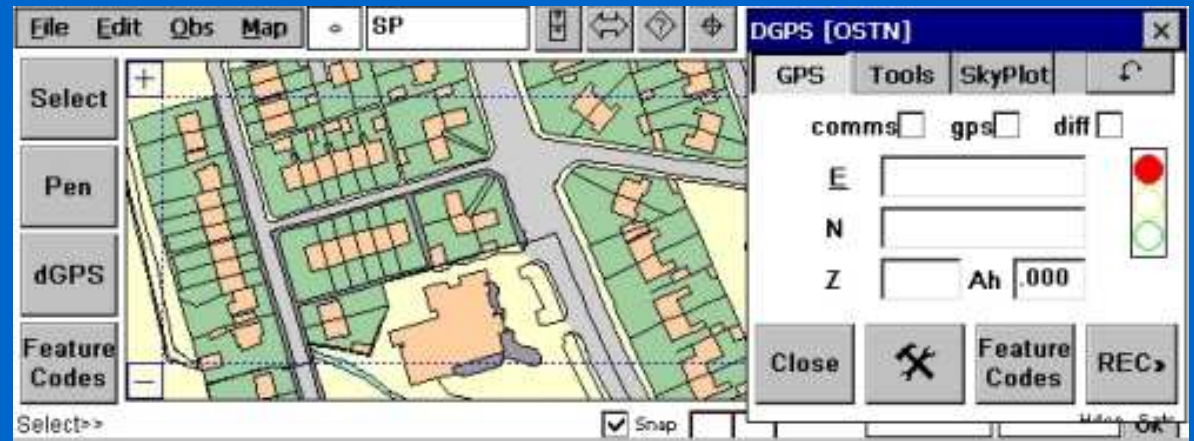 File Edit Obs Map SP
DGPS [OSTN]
GPS Tools SkyPlot
Select
comms gps diff
Pen
E
N
dGPS
Z Ah .000
Feature
Codes
Close
Feature
Codes
REC
Select>>
Snap